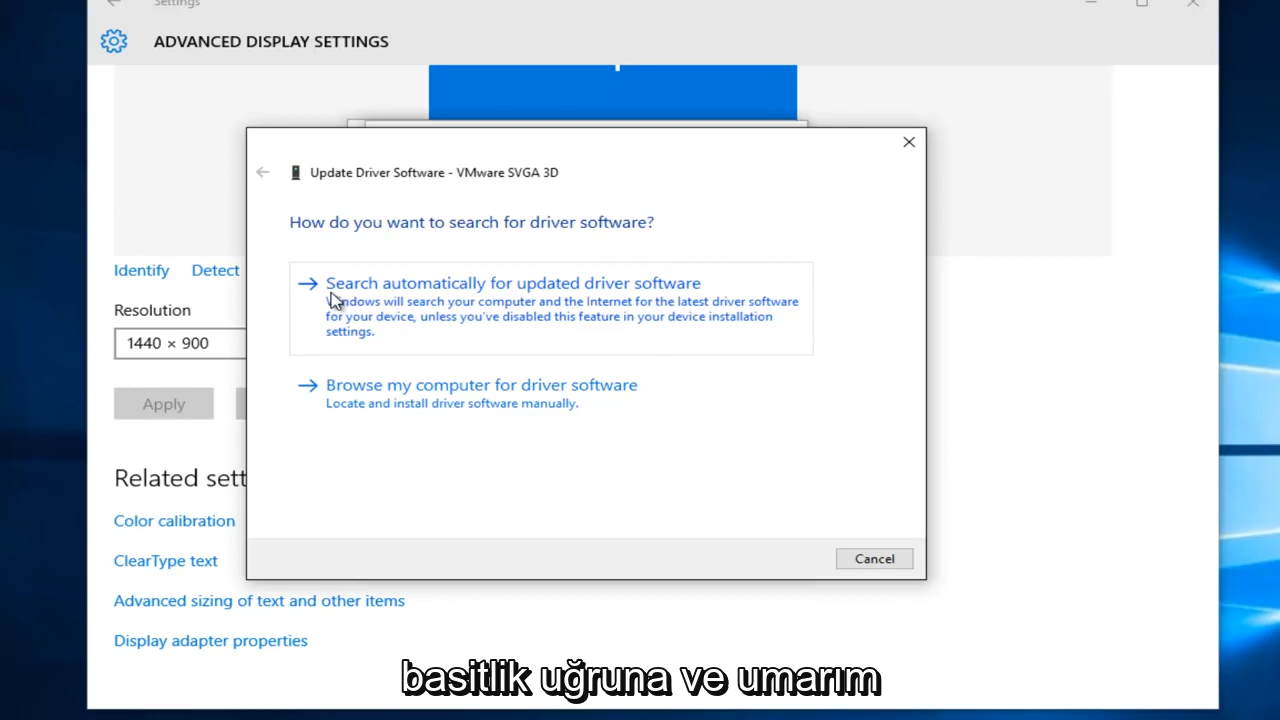 Settings
ADVANCED DISPLAY SETTINGS
Update Driver Software - VMware SVGA 3D
How do you want to search for driver software?
Search automatically for updated driver software
Windows will search your computer and the Internet for the latest driver software
for your device, unless you've disabled this feature in your device installation
settings.
Browse my computer for driver software
Locate and install driver software manually.
Cancel
Identify Detect
Resolution
1440 × 900
Apply
Related sett
Color calibration
ClearType text
Advanced sizing of text and other items
Display adapter properties
basitlik uğruna ve umarım